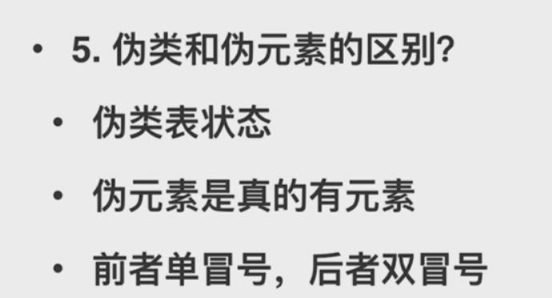 • 5. 伪类和伪元素的区别?
• 伪类表状态
• 伪元素是真的有元素
• 前者单冒号，后者双冒号